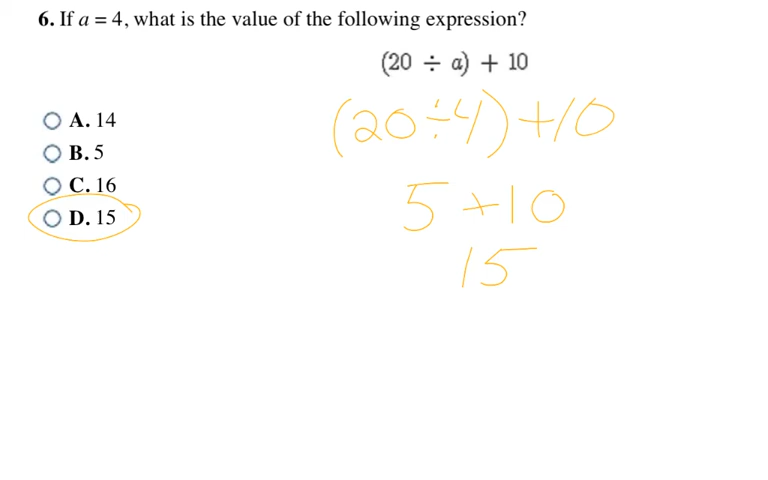 6. If a = 4, what is the value of the following expression?
(20 ÷ a) + 10
(20÷4)+10
A. 14
B. 5
C. 16
D. 15
5+10
15